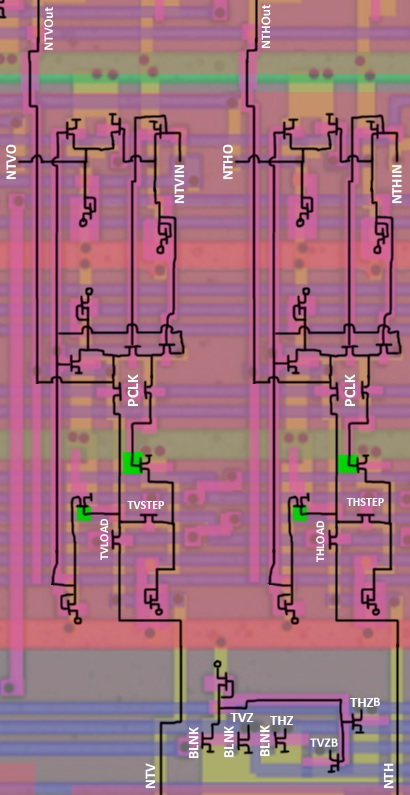 NTVOut
NTHOut
NTVO
NTVIN
NTHO
NTHIN
PCLK
PCLK
TVSTEP
TVLOAD
THSTEP
THLOAD
THZB
TVZ
THZ
BLNK
BLNK
BLNK
TVZB
NTV
NTH